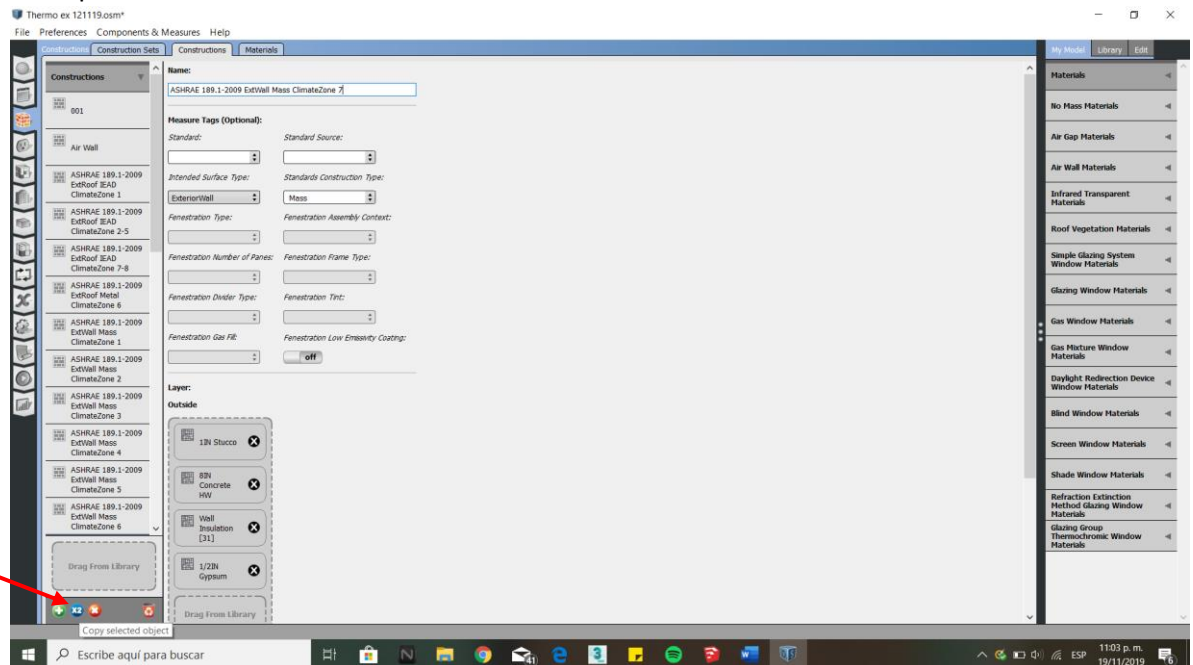 Thermo ex 121119.osm*
File Preferences Components & Measures Help
Constructions Construction Sets Constructions Materials
My Model Library Edit
Constructions
001
Air Wall
ASHRAE 189.1-2009
ExtRoof IEAD
ClimateZone 1
ASHRAE 189.1-2009
ExtRoof IEAD
ClimateZone 2-5
ASHRAE 189.1-2009
ExtRoof IEAD
ClimateZone 7-8
ASHRAE 189.1-2009
ExtRoof Metal
ClimateZone 6
ASHRAE 189.1-2009
ExtWall Mass
ClimateZone 1
ASHRAE 189.1-2009
ExtWall Mass
ClimateZone 2
ASHRAE 189.1-2009
ExtWall Mass
ClimateZone 3
ASHRAE 189.1-2009
ExtWall Mass
ClimateZone 4
ASHRAE 189.1-2009
ExtWall Mass
ClimateZone 5
ASHRAE 189.1-2009
ExtWall Mass
ClimateZone 6
Drag From Library
X2
Copy selected object
Name:
ASHRAE 189.1-2009 ExtWall Mass ClimateZone 7
Measure Tags (Optional):
Standard: Standard Source:
Intended Surface Type: Standards Construction Type:
ExteriorWall Mass
Fenestration Type: Fenestration Assembly Context:
Fenestration Number of Panes: Fenestration Frame Type:
Fenestration Divider Type: Fenestration Tint:
Fenestration Gas Fill: Fenestration Low Emissivity Coating:
off
Layer:
Outside
1IN Stucco
8IN
Concrete
HW
Wall
Insulation
[31]
1/2IN
Gypsum
Drag From Library
Materials
No Mass Materials
Air Gap Materials
Air Wall Materials
Infrared Transparent
Materials
Roof Vegetation Materials
Simple Glazing System
Window Materials
Glazing Window Materials
Gas Window Materials
Gas Mixture Window
Materials
Daylight Redirection Device
Window Materials
Blind Window Materials
Screen Window Materials
Shade Window Materials
Refraction Extinction
Method Glazing Window
Materials
Glazing Group
Thermochromic Window
Materials
Escribe aquí para buscar
ESP
11:03 p. m.
19/11/2019